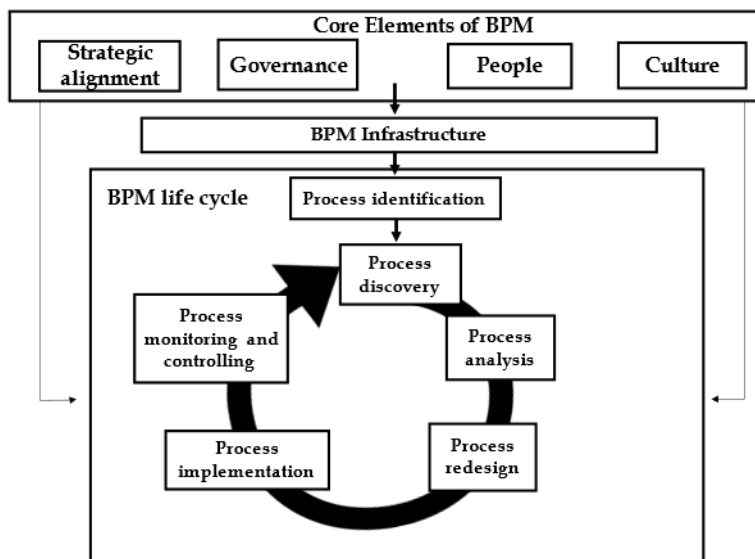 Core Elements of BPM
Strategic
alignment
Governance
People
Culture
BPM Infrastructure
BPM life cycle
Process identification
Process
discovery
Process
monitoring and
controlling
Process
analysis
Process
implementation
Process
redesign